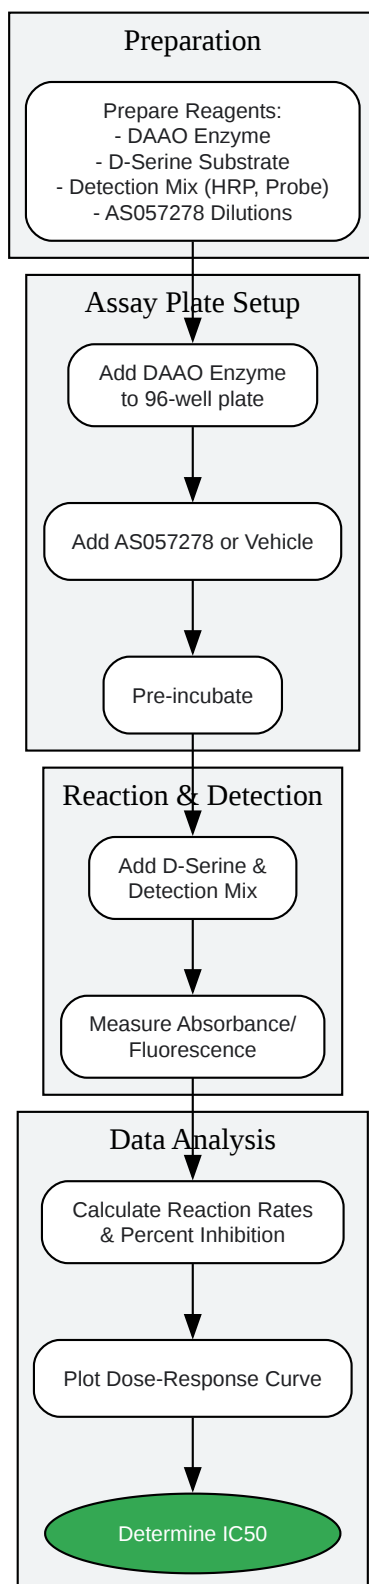 Preparation
Prepare Reagents:
- DAAO Enzyme
- D-Serine Substrate
- Detection Mix (HRP, Probe)
- AS057278 Dilutions
Assay Plate Setup
Add DAAO Enzyme
to 96-well plate
Add AS057278 or Vehicle
Pre-incubate
Reaction & Detection
Add D-Serine &
Detection Mix
Measure Absorbance/
Fluorescence
Data Analysis
Calculate Reaction Rates
& Percent Inhibition
Plot Dose-Response Curve
Determine IC50